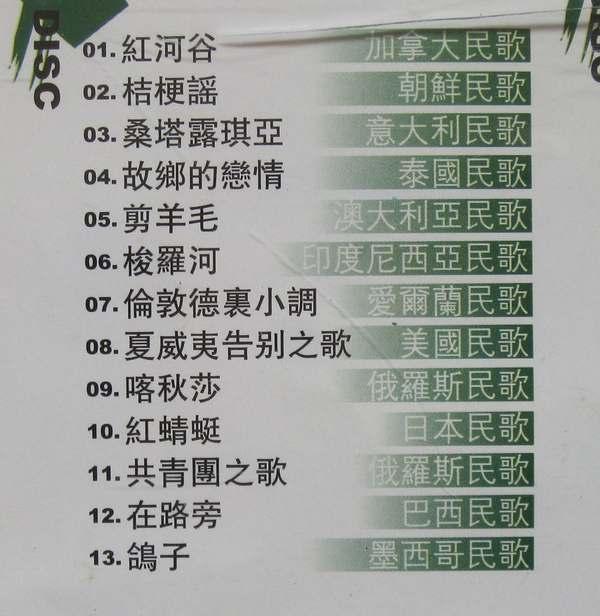 DISC
01. 紅河谷 加拿大民歌
02. 桔梗謡 朝鮮民歌
03. 桑塔露琪亞 意大利民歌
04. 故鄉的戀情 泰國民歌
05. 剪羊毛 澳大利亞民歌
06. 梭羅河 印度尼西亞民歌
07. 倫敦德裏小調 愛爾蘭民歌
08. 夏威夷告别之歌 美國民歌
09. 喀秋莎 俄羅斯民歌
10. 紅蜻蜓 日本民歌
11. 共青團之歌 俄羅斯民歌
12. 在路旁 巴西民歌
13. 鴿子 墨西哥民歌